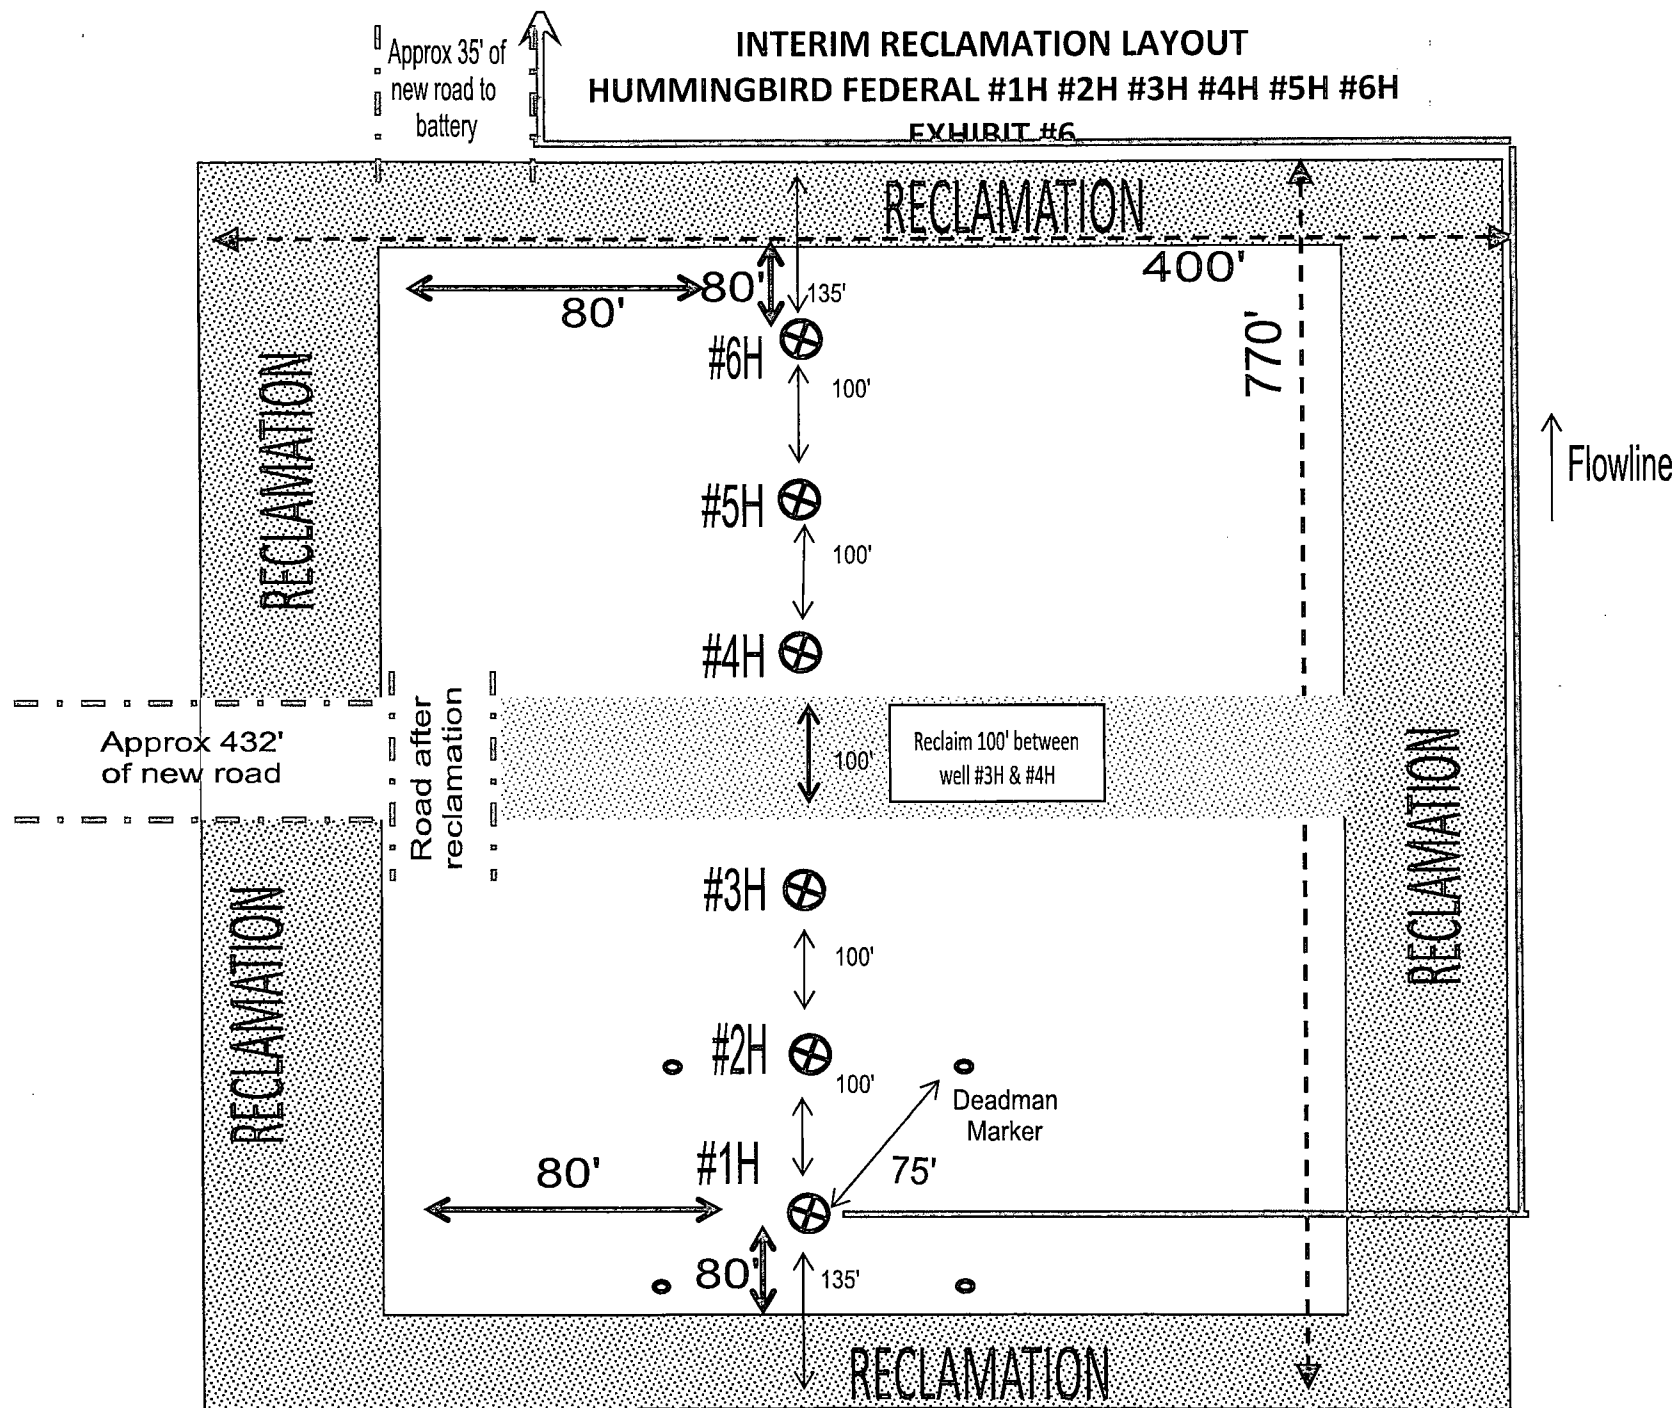 Approx 35' of
new road to
battery
INTERIM RECLAMATION LAYOUT
HUMMINGBIRD FEDERAL #1H #2H #3H #4H #5H #6H
EXHIBIT #6
RECLAMATION
400'
80'
80'
135'
#6H
770'
100'
RECLAMATION
Flowline
#5H
100'
#4H
Approx 432'
of new road
Road after
reclamation
100'
Reclaim 100' between
well #3H & #4H
RECLAMATION
#3H
RECLAMATION
100'
#2H
100'
Deadman
Marker
#1H
80'
75'
80'
135'
RECLAMATION